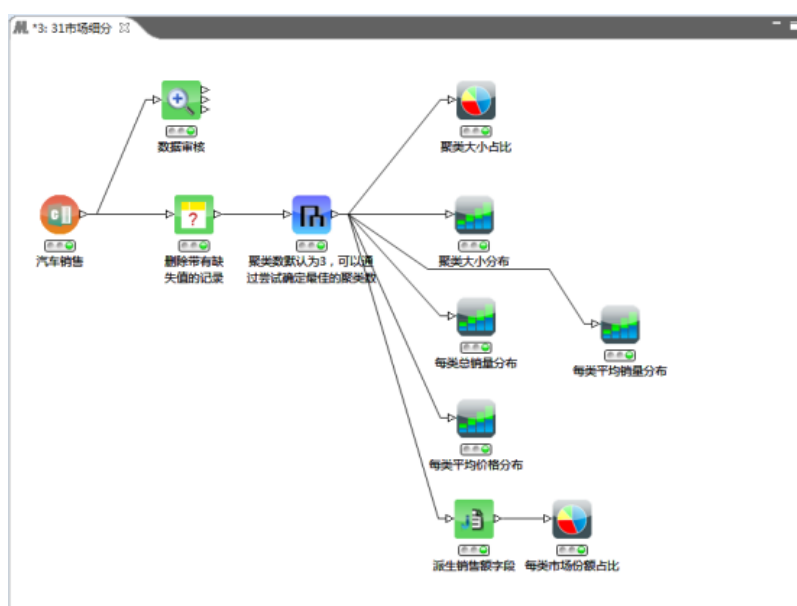 *3: 31市场细分
数据审核
聚类大小占比
汽车销售
删除带有缺
失值的记录
聚类数默认为3，可以通
过尝试确定最佳的聚类数
聚类大小分布
每类总销量分布
每类平均销量分布
每类平均价格分布
派生销售额字段
每类市场份额占比